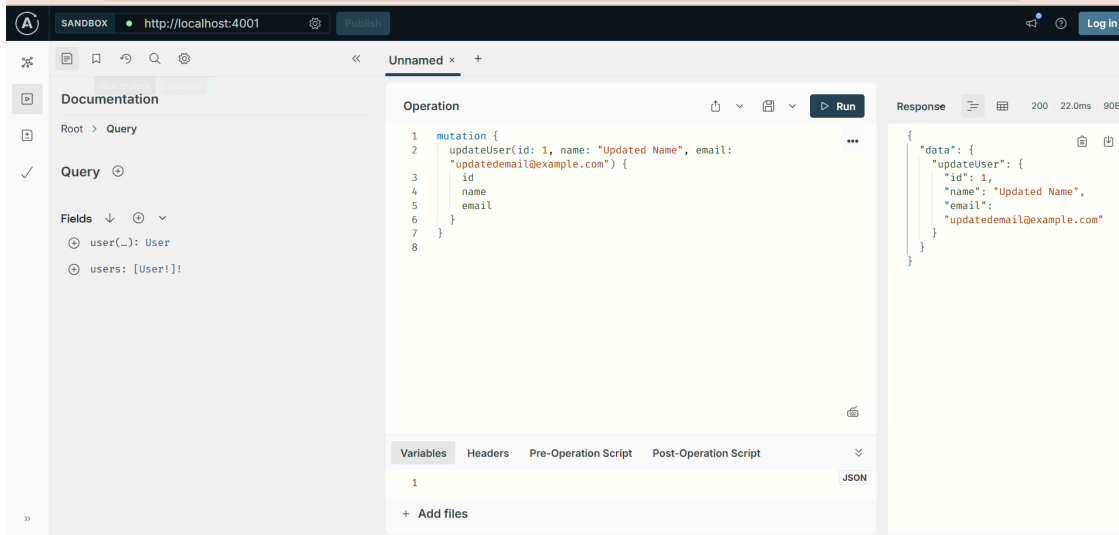 A SANDBOX http://localhost:4001 Publish Log in
Unnamed × +
Documentation
Root > Query
Query
Fields
user(…): User
users: [User!]!
Operation
Run
1 mutation {
2 updateUser(id: 1, name: "Updated Name", email:
"updatedemail@example.com") {
3 id
4 name
5 email
6 }
7 }
8
Variables Headers Pre-Operation Script Post-Operation Script
1
JSON
+ Add files
Response 200 22.0ms 90B
{
"data": {
"updateUser": {
"id": 1,
"name": "Updated Name",
"email":
"updatedemail@example.com"
}
}
}